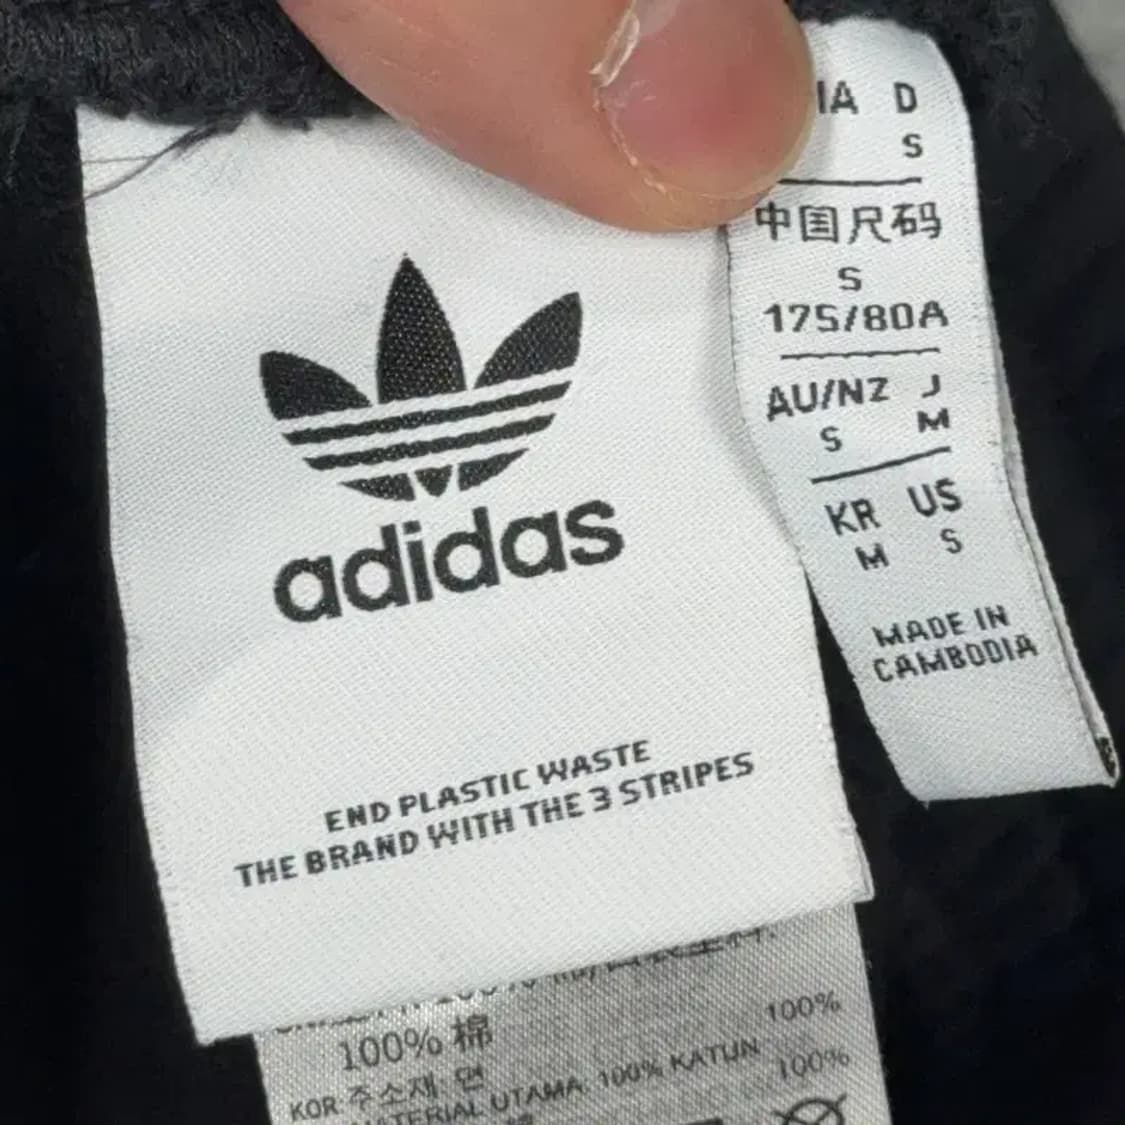 adidas
END PLASTIC WASTE
THE BRAND WITH THE 3 STRIPES
IA D
S
中国尺码
S
175/80A
AU/NZ J
S M
KR US
M S
MADE IN
CAMBODIA
100% 棉
100%
KOR 주소재: 면
MATERIAL UTAMA: 100% KATUN
100%